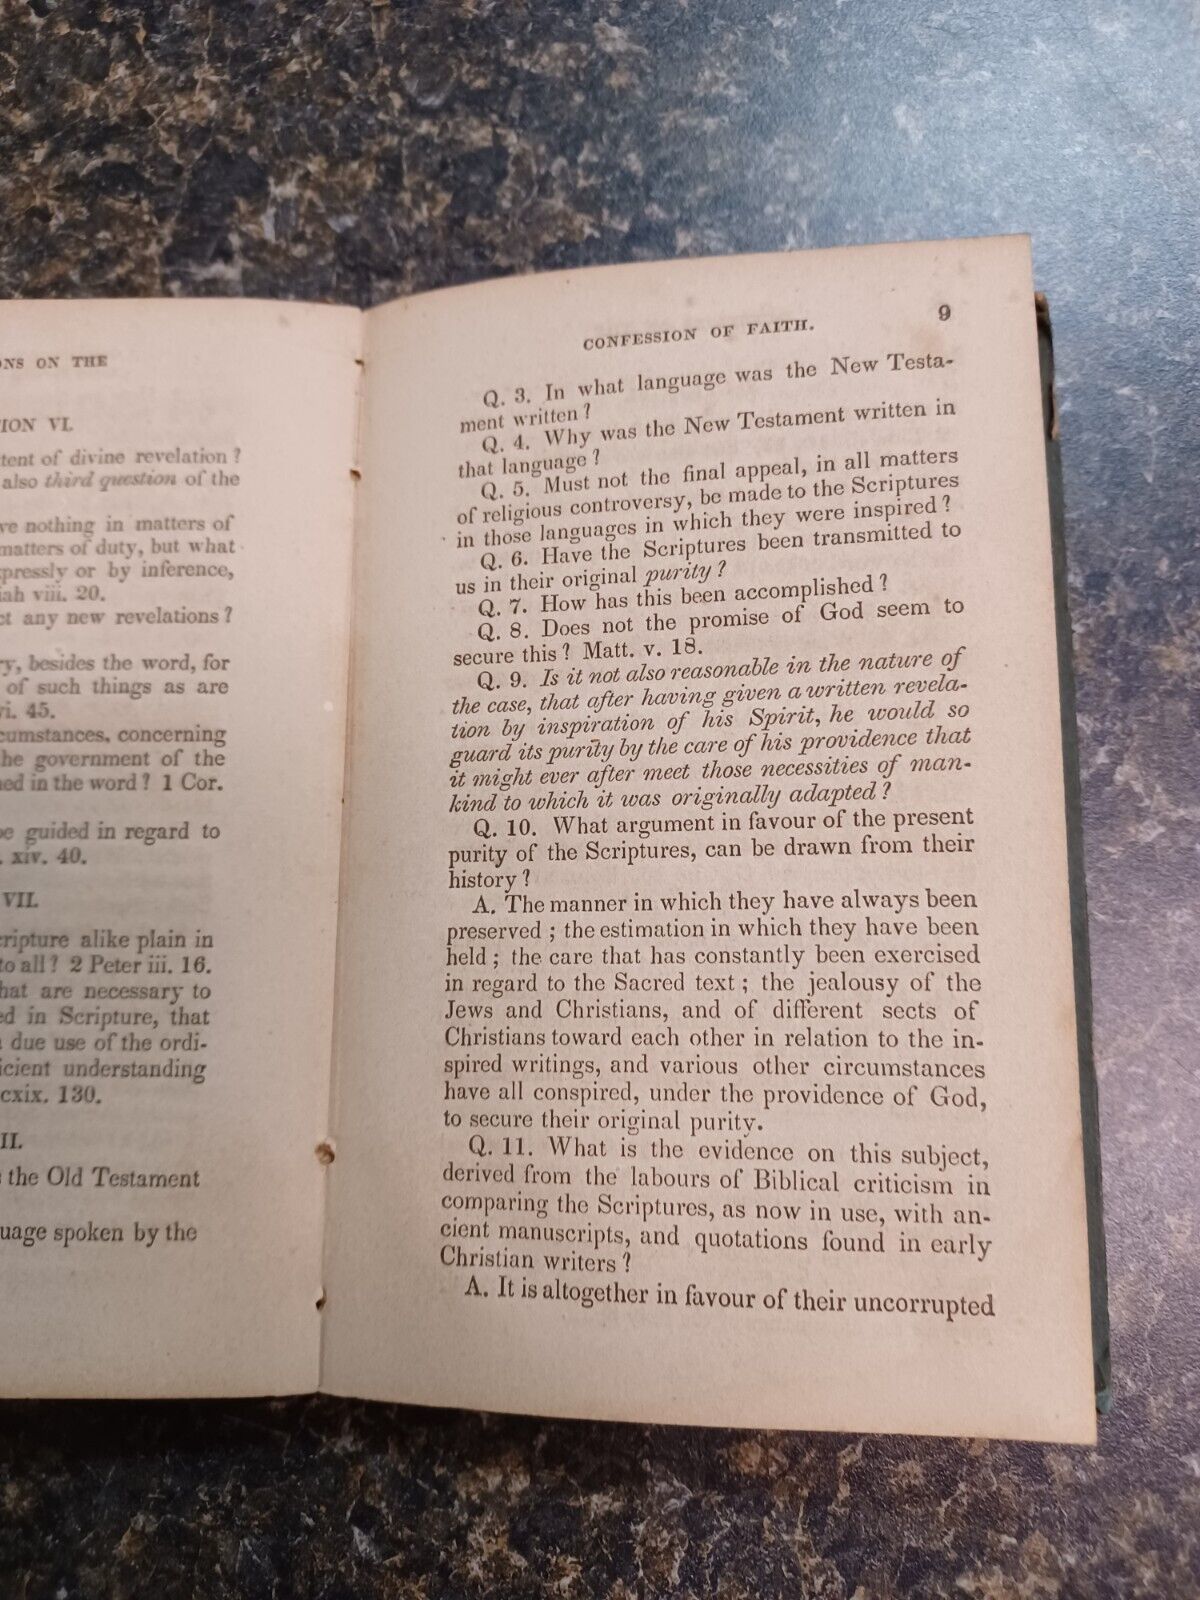 ONS ON THE
ION VI.
tent of divine revelation?
also third question of the
ve nothing in matters of
matters of duty, but what
xpressly or by inference,
iah viii. 20.
ct any new revelations?
ry, besides the word, for
of such things as are
vi. 45.
cumstances, concerning
he government of the
ned in the word? 1 Cor.
be guided in regard to
. xiv. 40.
VII.
cripture alike plain in
to all? 2 Peter iii. 16.
hat are necessary to
ed in Scripture, that
a due use of the ordi-
icient understanding
cxix. 130.
II.
the Old Testament
uage spoken by the
CONFESSION OF FAITH. 9
Q. 3. In what language was the New Testa-
ment written?
Q. 4. Why was the New Testament written in
that language?
Q. 5. Must not the final appeal, in all matters
of religious controversy, be made to the Scriptures
in those languages in which they were inspired?
Q. 6. Have the Scriptures been transmitted to
us in their original purity?
Q. 7. How has this been accomplished?
Q. 8. Does not the promise of God seem to
secure this? Matt. v. 18.
Q. 9. Is it not also reasonable in the nature of
the case, that after having given a written revela-
tion by inspiration of his Spirit, he would so
guard its purity by the care of his providence that
it might ever after meet those necessities of man-
kind to which it was originally adapted?
Q. 10. What argument in favour of the present
purity of the Scriptures, can be drawn from their
history?
A. The manner in which they have always been
preserved; the estimation in which they have been
held; the care that has constantly been exercised
in regard to the Sacred text; the jealousy of the
Jews and Christians, and of different sects of
Christians toward each other in relation to the in-
spired writings, and various other circumstances
have all conspired, under the providence of God,
to secure their original purity.
Q. 11. What is the evidence on this subject,
derived from the labours of Biblical criticism in
comparing the Scriptures, as now in use, with an-
cient manuscripts, and quotations found in early
Christian writers?
A. It is altogether in favour of their uncorrupted